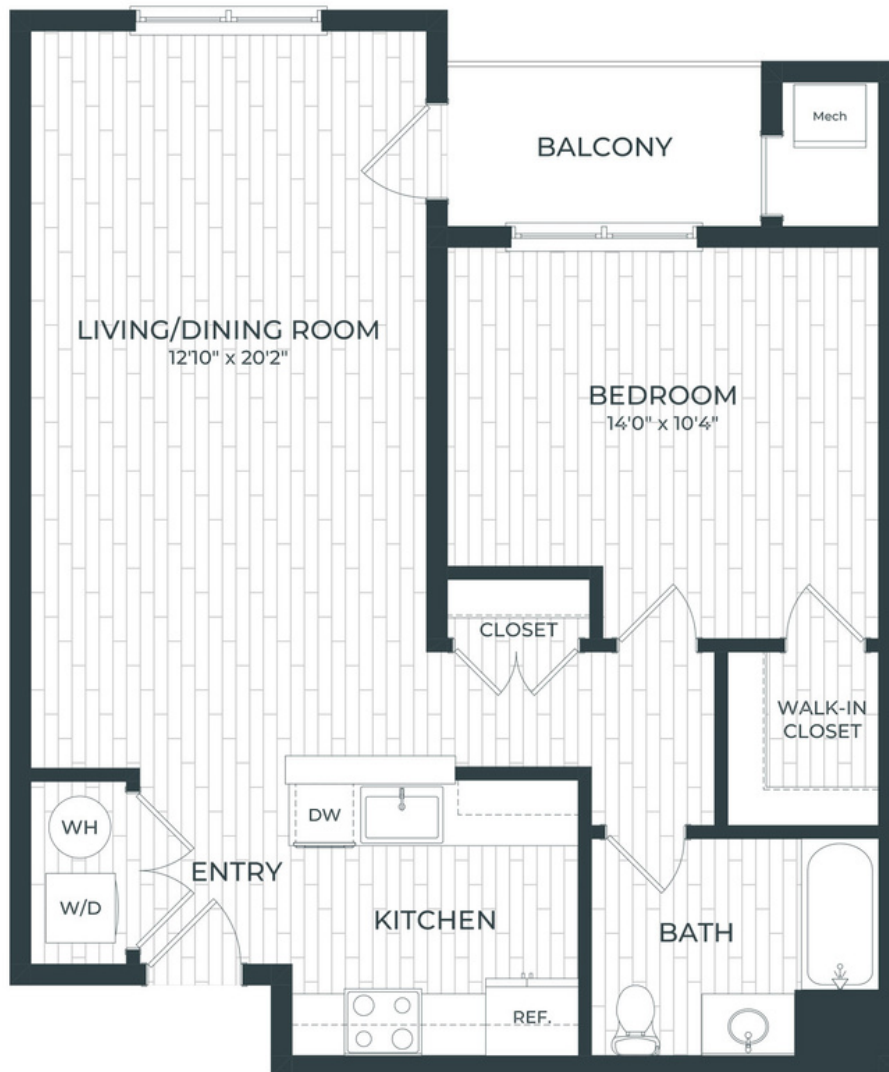 Mech
BALCONY
LIVING/DINING ROOM
12'10" x 20'2"
BEDROOM
14'0" x 10'4"
CLOSET
WALK-IN
CLOSET
WH
DW
ENTRY
W/D
KITCHEN
BATH
REF.